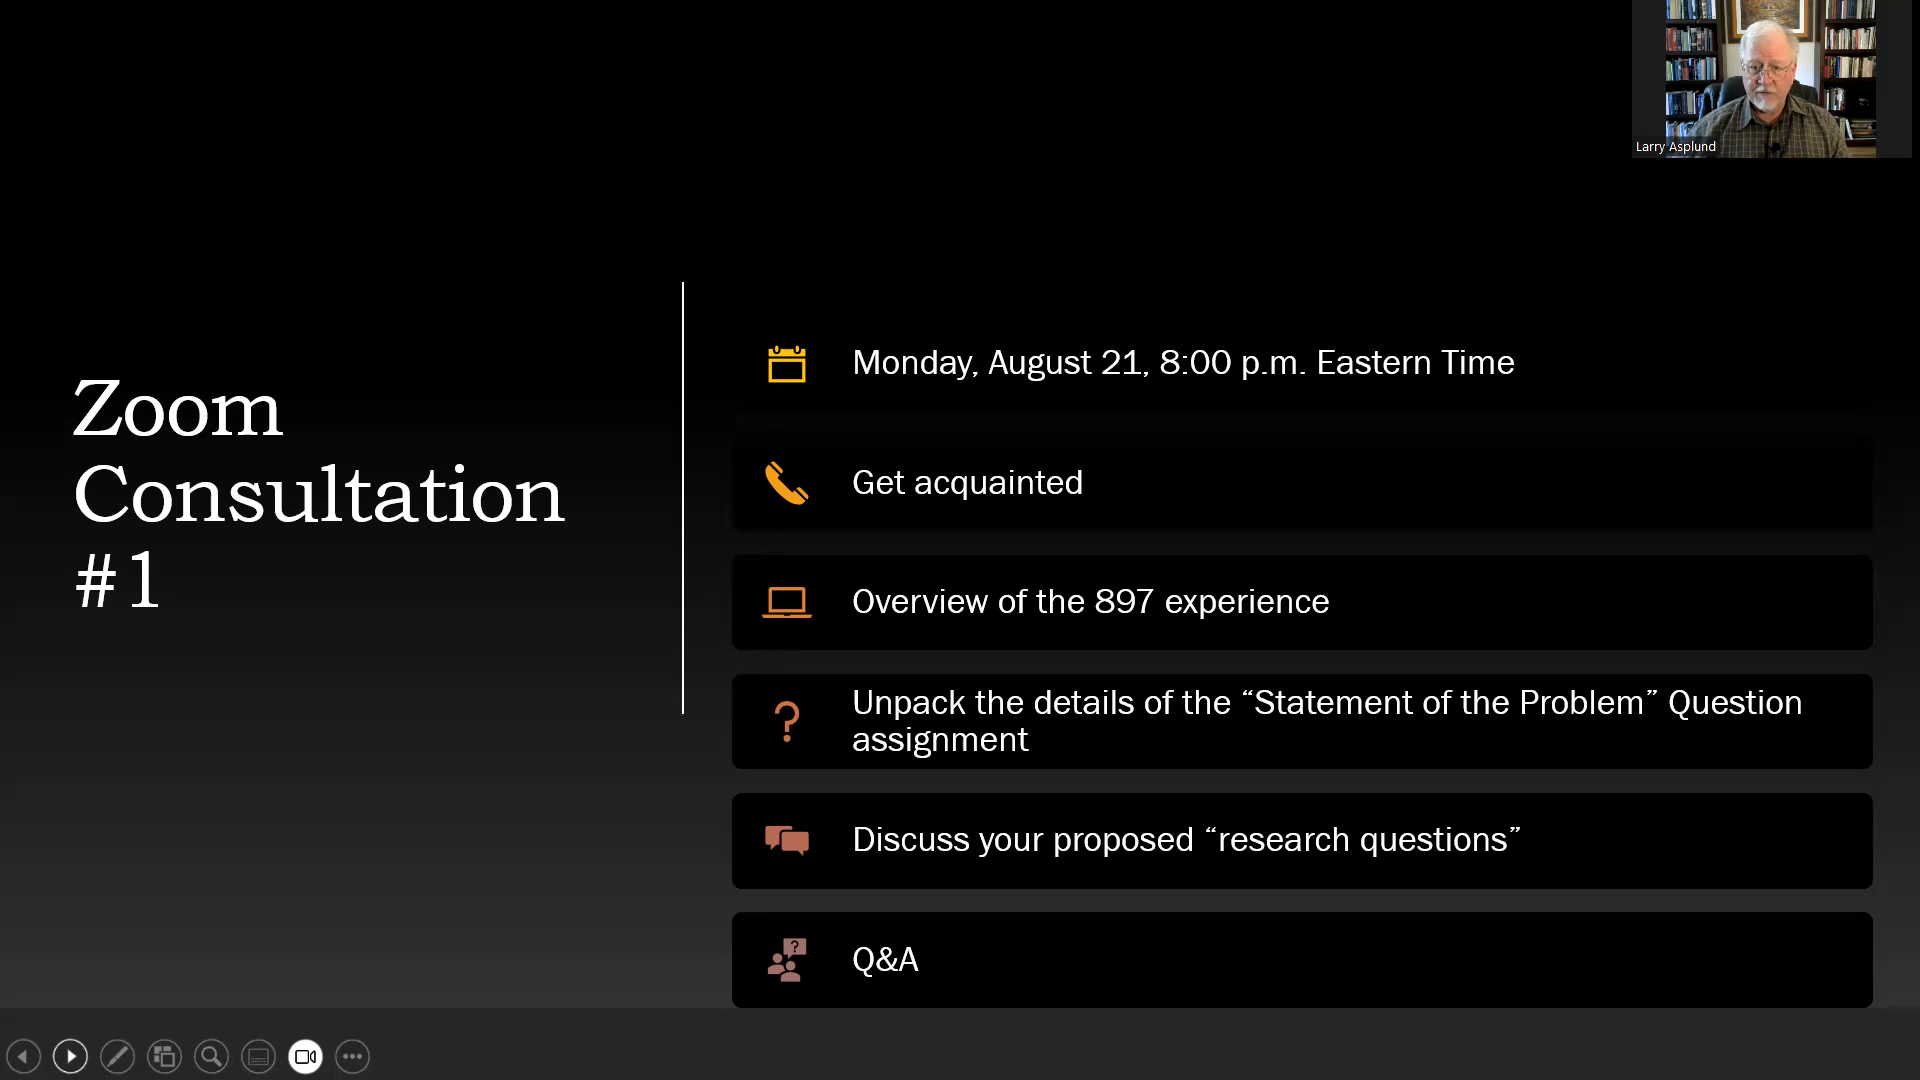 Larry Asplund
Zoom
Consultation
#1
Monday, August 21, 8:00 p.m. Eastern Time
Get acquainted
Overview of the 897 experience
Unpack the details of the “Statement of the Problem” Question
assignment
Discuss your proposed “research questions”
Q&A